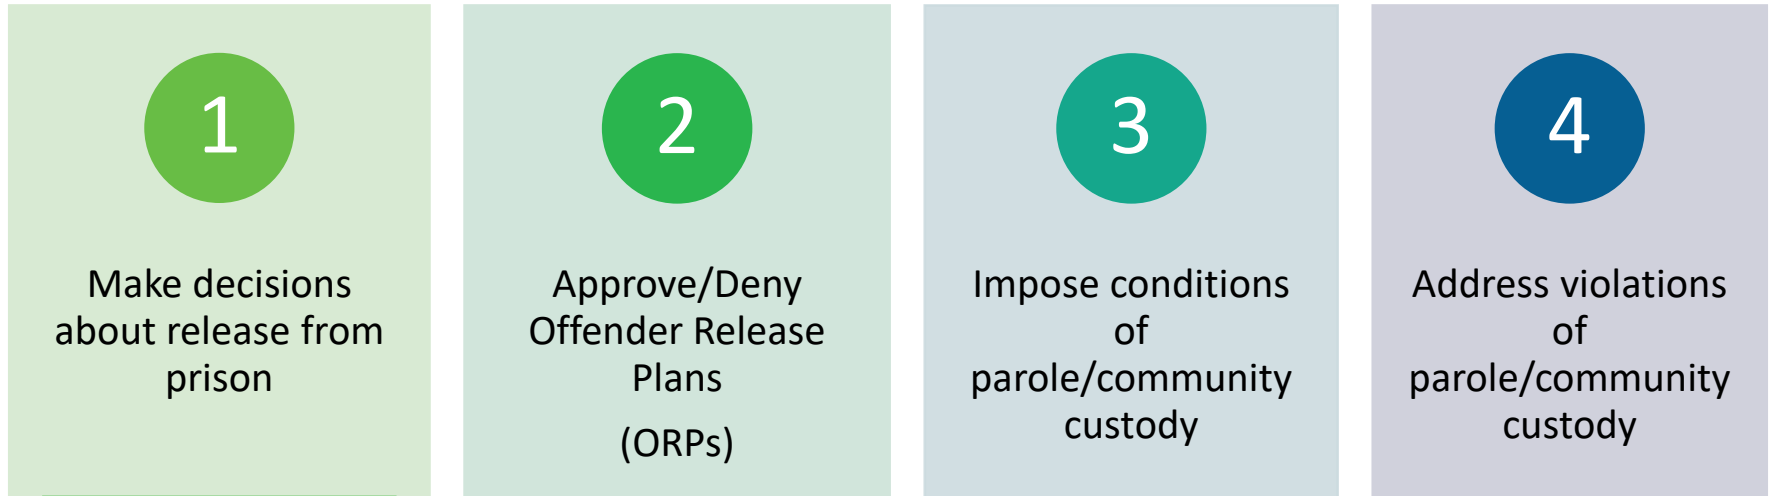 1
Make decisions
about release from
prison
2
Approve/Deny
Offender Release
Plans
(ORPs)
3
Impose conditions
of
parole/community
custody
4
Address violations
of
parole/community
custody